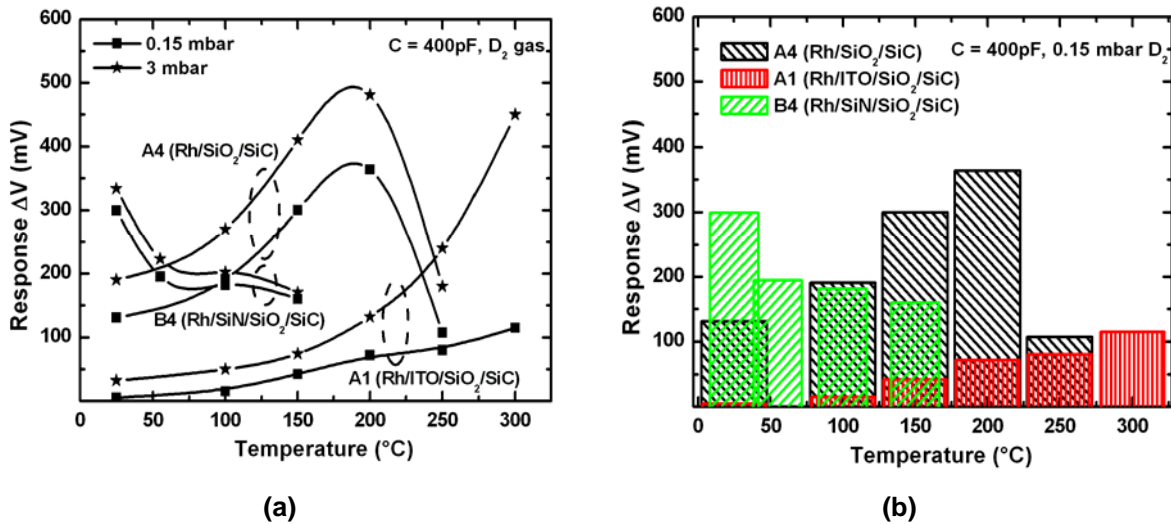 600
500
400
300
200
100
0
0 50 100 150 200 250 300
Response ΔV (mV)
Temperature (°C)
0.15 mbar
3 mbar
C = 400pF, D₂ gas
A4 (Rh/SiO₂/SiC)
B4 (Rh/SiN/SiO₂/SiC)
A1 (Rh/ITO/SiO₂/SiC)
(a)
600
500
400
300
200
100
0
0 50 100 150 200 250 300
Response ΔV (mV)
Temperature (°C)
A4 (Rh/SiO₂/SiC)
A1 (Rh/ITO/SiO₂/SiC)
B4 (Rh/SiN/SiO₂/SiC)
C = 400pF, 0.15 mbar D₂
(b)